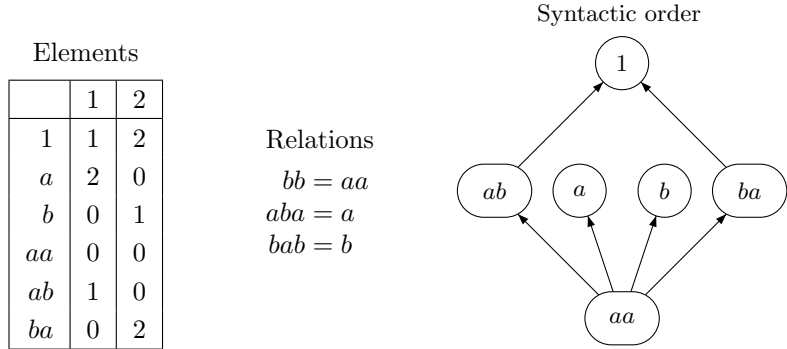 Elements
1 2
1 1 2
a 2 0
b 0 1
aa 0 0
ab 1 0
ba 0 2
Relations
bb = aa
aba = a
bab = b
Syntactic order
1
ab a b ba
aa